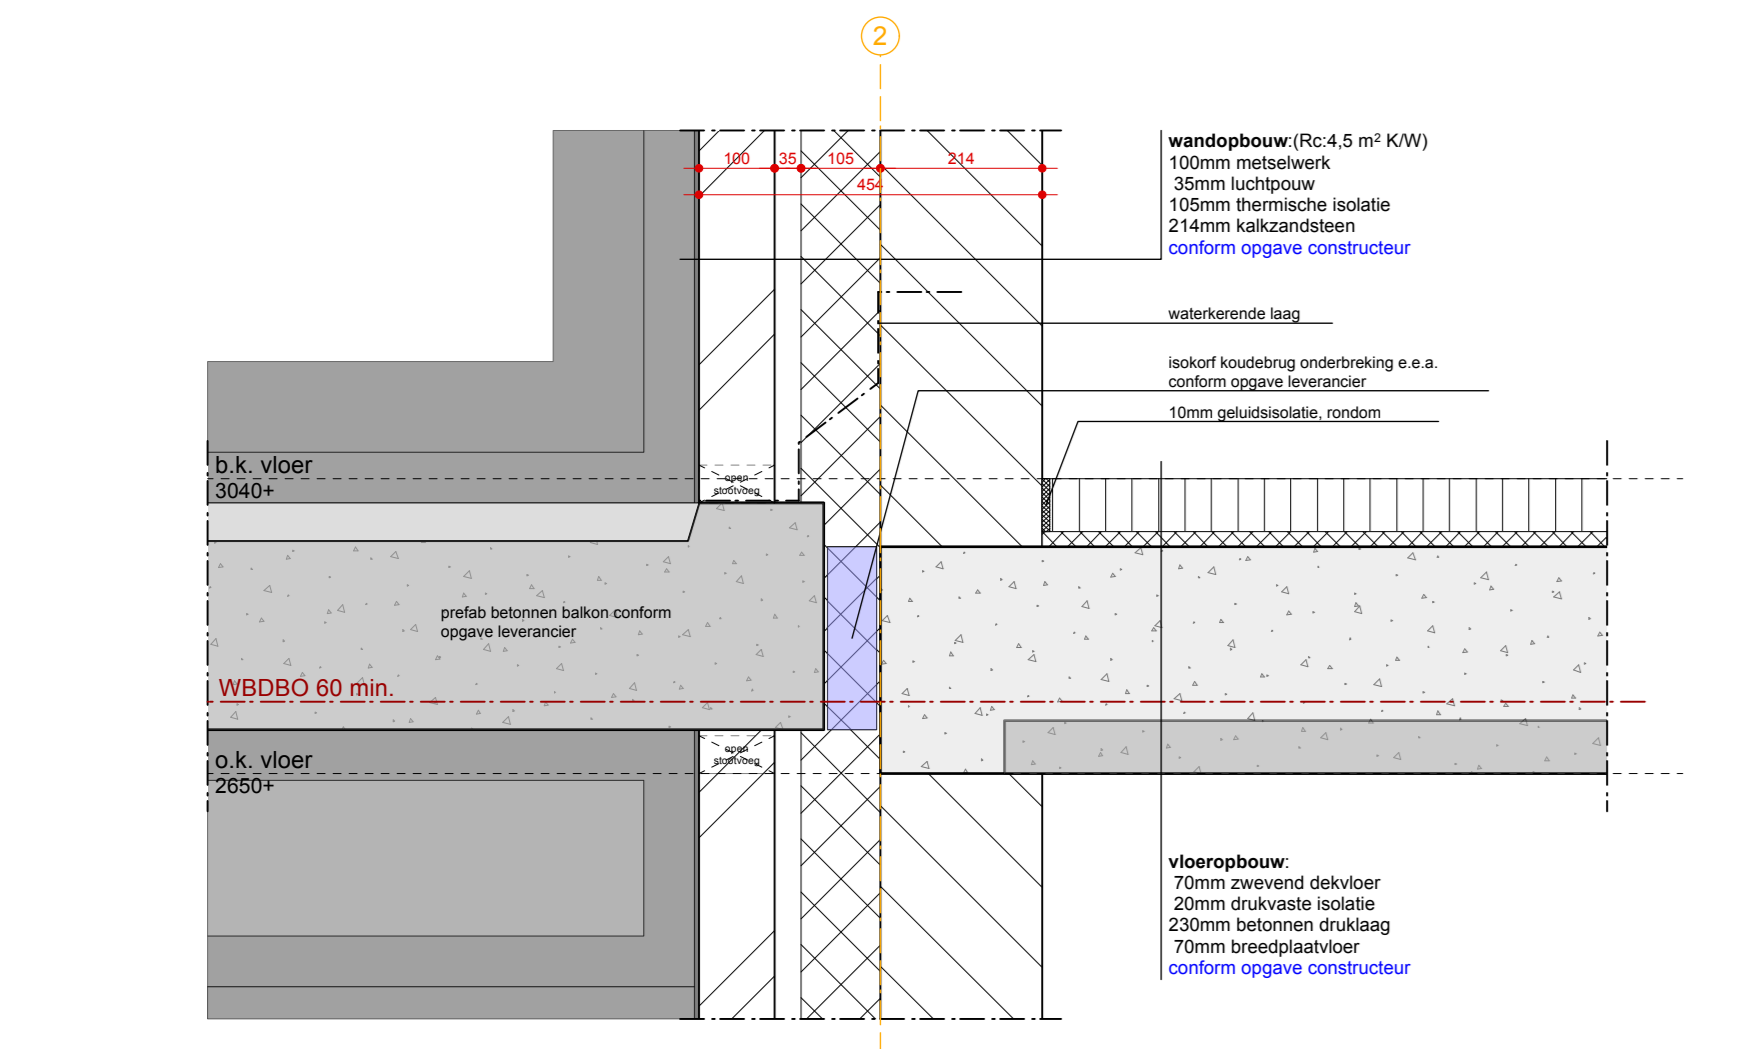 2
100 35 105 214
454
wandopbouw:(Rc:4,5 m² K/W)
100mm metselwerk
35mm luchtpouw
105mm thermische isolatie
214mm kalkzandsteen
conform opgave constructeur
waterkerende laag
isokorf koudebrug onderbreking e.e.a.
conform opgave leverancier
10mm geluidsisolatie, rondom
b.k. vloer
3040+
open
stootvoeg
prefab betonnen balkon conform
opgave leverancier
WBDBO 60 min.
open
stootvoeg
o.k. vloer
2650+
vloeropbouw:
70mm zwevend dekvloer
20mm drukvaste isolatie
230mm betonnen druklaag
70mm breedplaatvloer
conform opgave constructeur